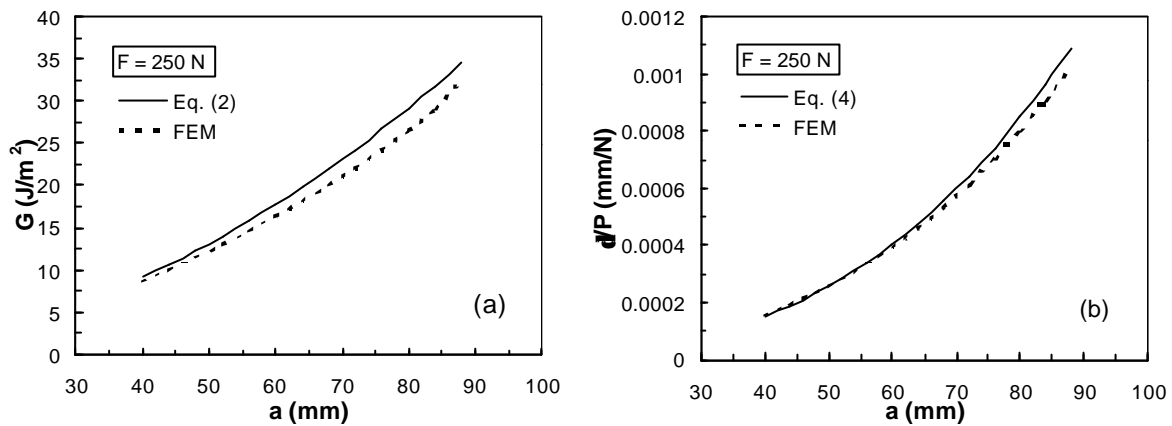 40
35
30
25
20
15
10
5
0
G (J/m²)
F = 250 N
Eq. (2)
FEM
(a)
30 40 50 60 70 80 90 100
a (mm)
0.0012
0.001
0.0008
0.0006
0.0004
0.0002
0
/P (mm/N)
F = 250 N
Eq. (4)
FEM
(b)
30 40 50 60 70 80 90 100
a (mm)